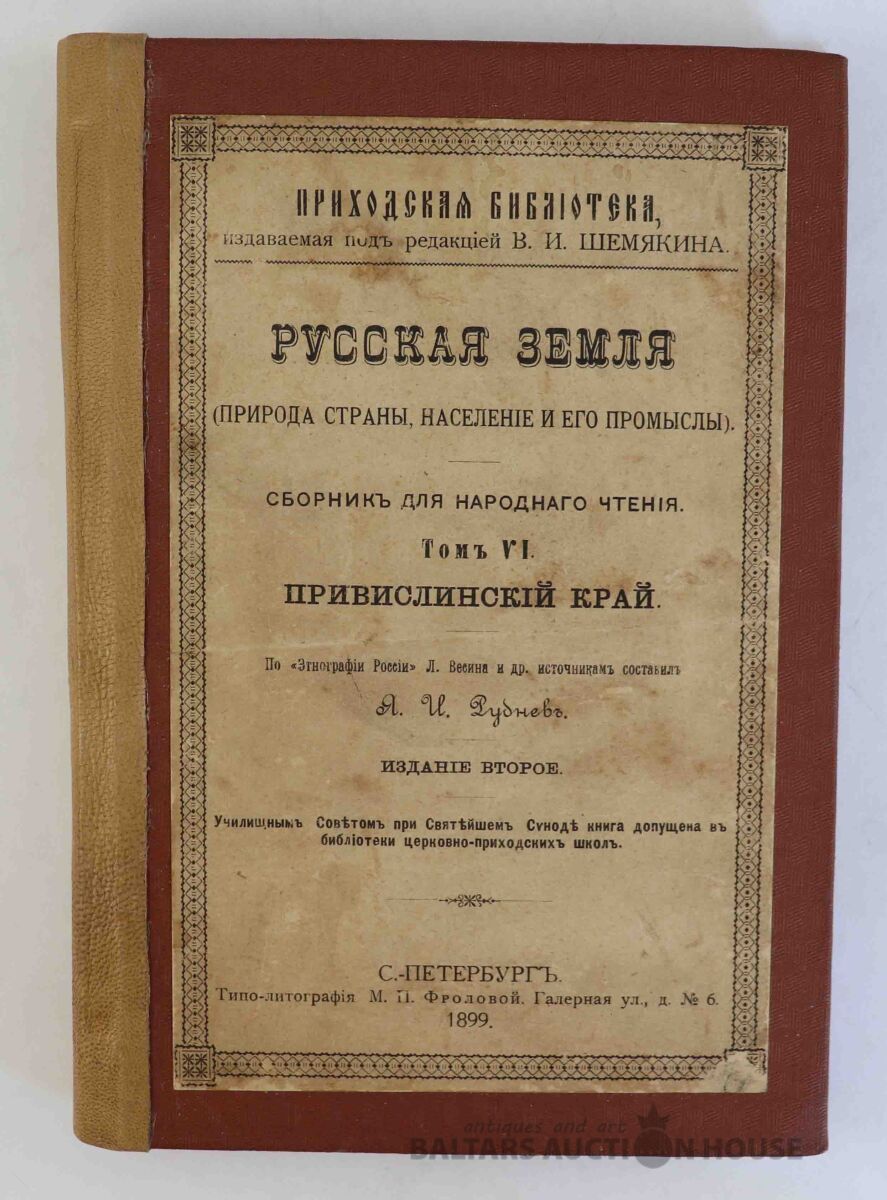 ПРИХОДСКАЯ БИБЛІОТЕКА,
издаваемая подъ редакціей В. И. ШЕМЯКИНА.
РУССКАЯ ЗЕМЛЯ
(ПРИРОДА СТРАНЫ, НАСЕЛЕНІЕ И ЕГО ПРОМЫСЛЫ).
СБОРНИКЪ ДЛЯ НАРОДНАГО ЧТЕНІЯ.
Томъ VI.
ПРИВИСЛИНСКІЙ КРАЙ.
По «Этнографіи Россіи» Л. Весина и др. источникамъ составилъ
Я. И. Рудневъ.
ИЗДАНІЕ ВТОРОЕ.
Училищнымъ Совѣтомъ при Святѣйшемъ Сѵнодѣ книга допущена въ
библіотеки церковно-приходскихъ школъ.
С.-ПЕТЕРБУРГЪ.
Типо-литографія М. П. Фроловой. Галерная ул., д. № 6.
1899.
antiques and art
BALTARS AUCTION HOUSE